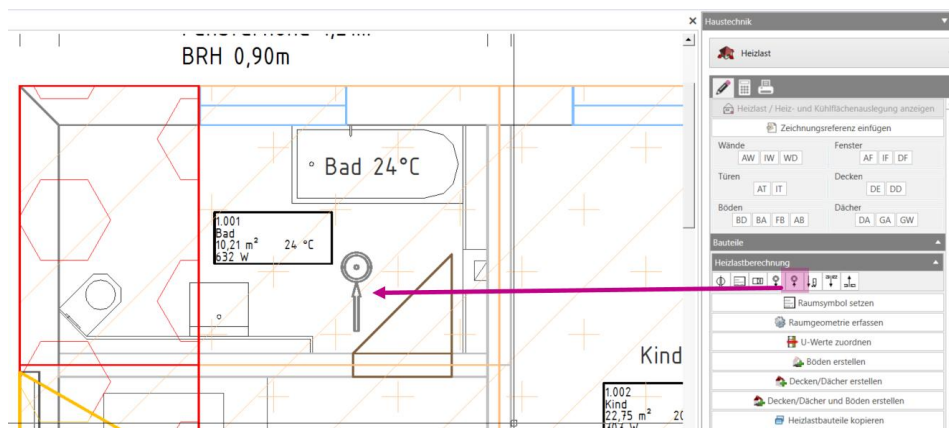 Haustechnik
BRH 0,90m
Heizlast
Heizlast / Heiz- und Kühlflächenauslegung anzeigen
Zeichnungsreferenz einfügen
Wände
Fenster
AW IW WD
AF IF DF
Türen
Decken
AT IT
DE DD
Böden
Dächer
BD BA FB AB
DA GA GW
Bauteile
Heizlastberechnung
Raumsymbol setzen
Raumgeometrie erfassen
U-Werte zuordnen
Böden erstellen
Decken/Dächer erstellen
Decken/Dächer und Böden erstellen
Heizlastbauteile kopieren
Bad 24°C
1.001
Bad
10,21 m² 24 °C
632 W
Kind
1.002
Kind
22,75 m² 20